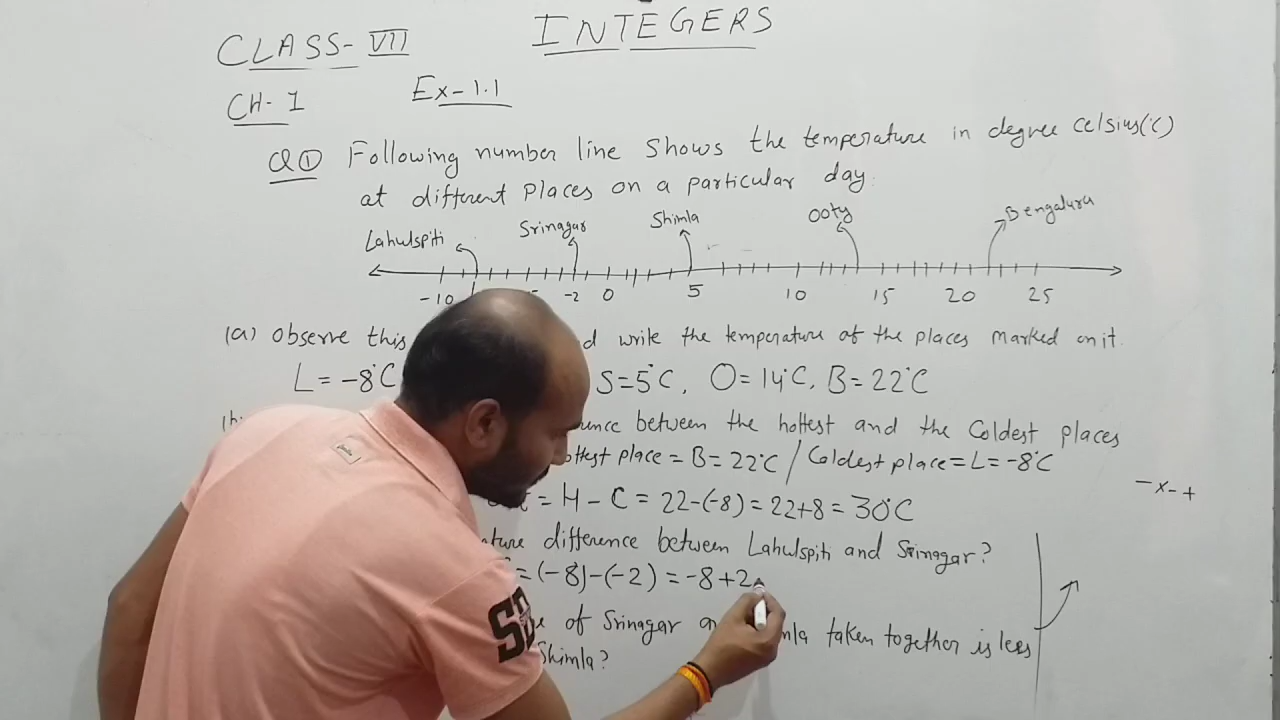 INTEGERS
CLASS-VII
CH-1 Ex-1.1
Q① Following number line shows the temperature in degree celsius(°C)
at different places on a particular day.
Lahulspiti Srinagar Shimla Ooty Bengaluru
-10 -2 0 5 10 15 20 25
(a) Observe this write the temperature of the places marked on it.
L = -8°C S=5°C, O=14°C, B=22°C
between the hottest and the Coldest places
place = B=22°C / Coldest place=L=-8°C
= H - C = 22-(-8) = 22+8 = 30°C
- x - +
difference between Lahulspiti and Srinagar?
=(-8)-(-2) = -8+2
of Srinagar taken together is less
Shimla?